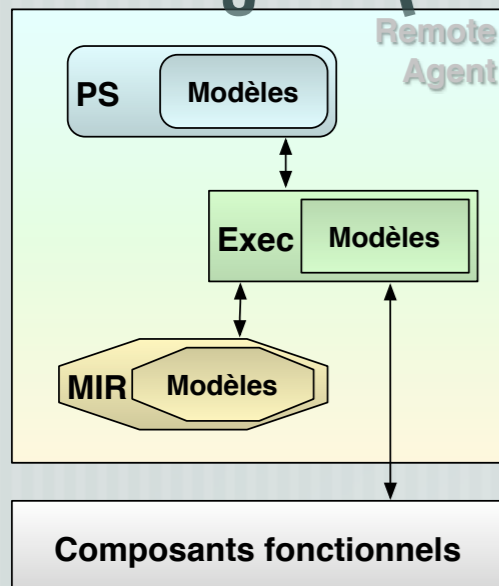 Remote
Agent
PS
Modèles
Exec
Modèles
MIR
Modèles
Composants fonctionnels